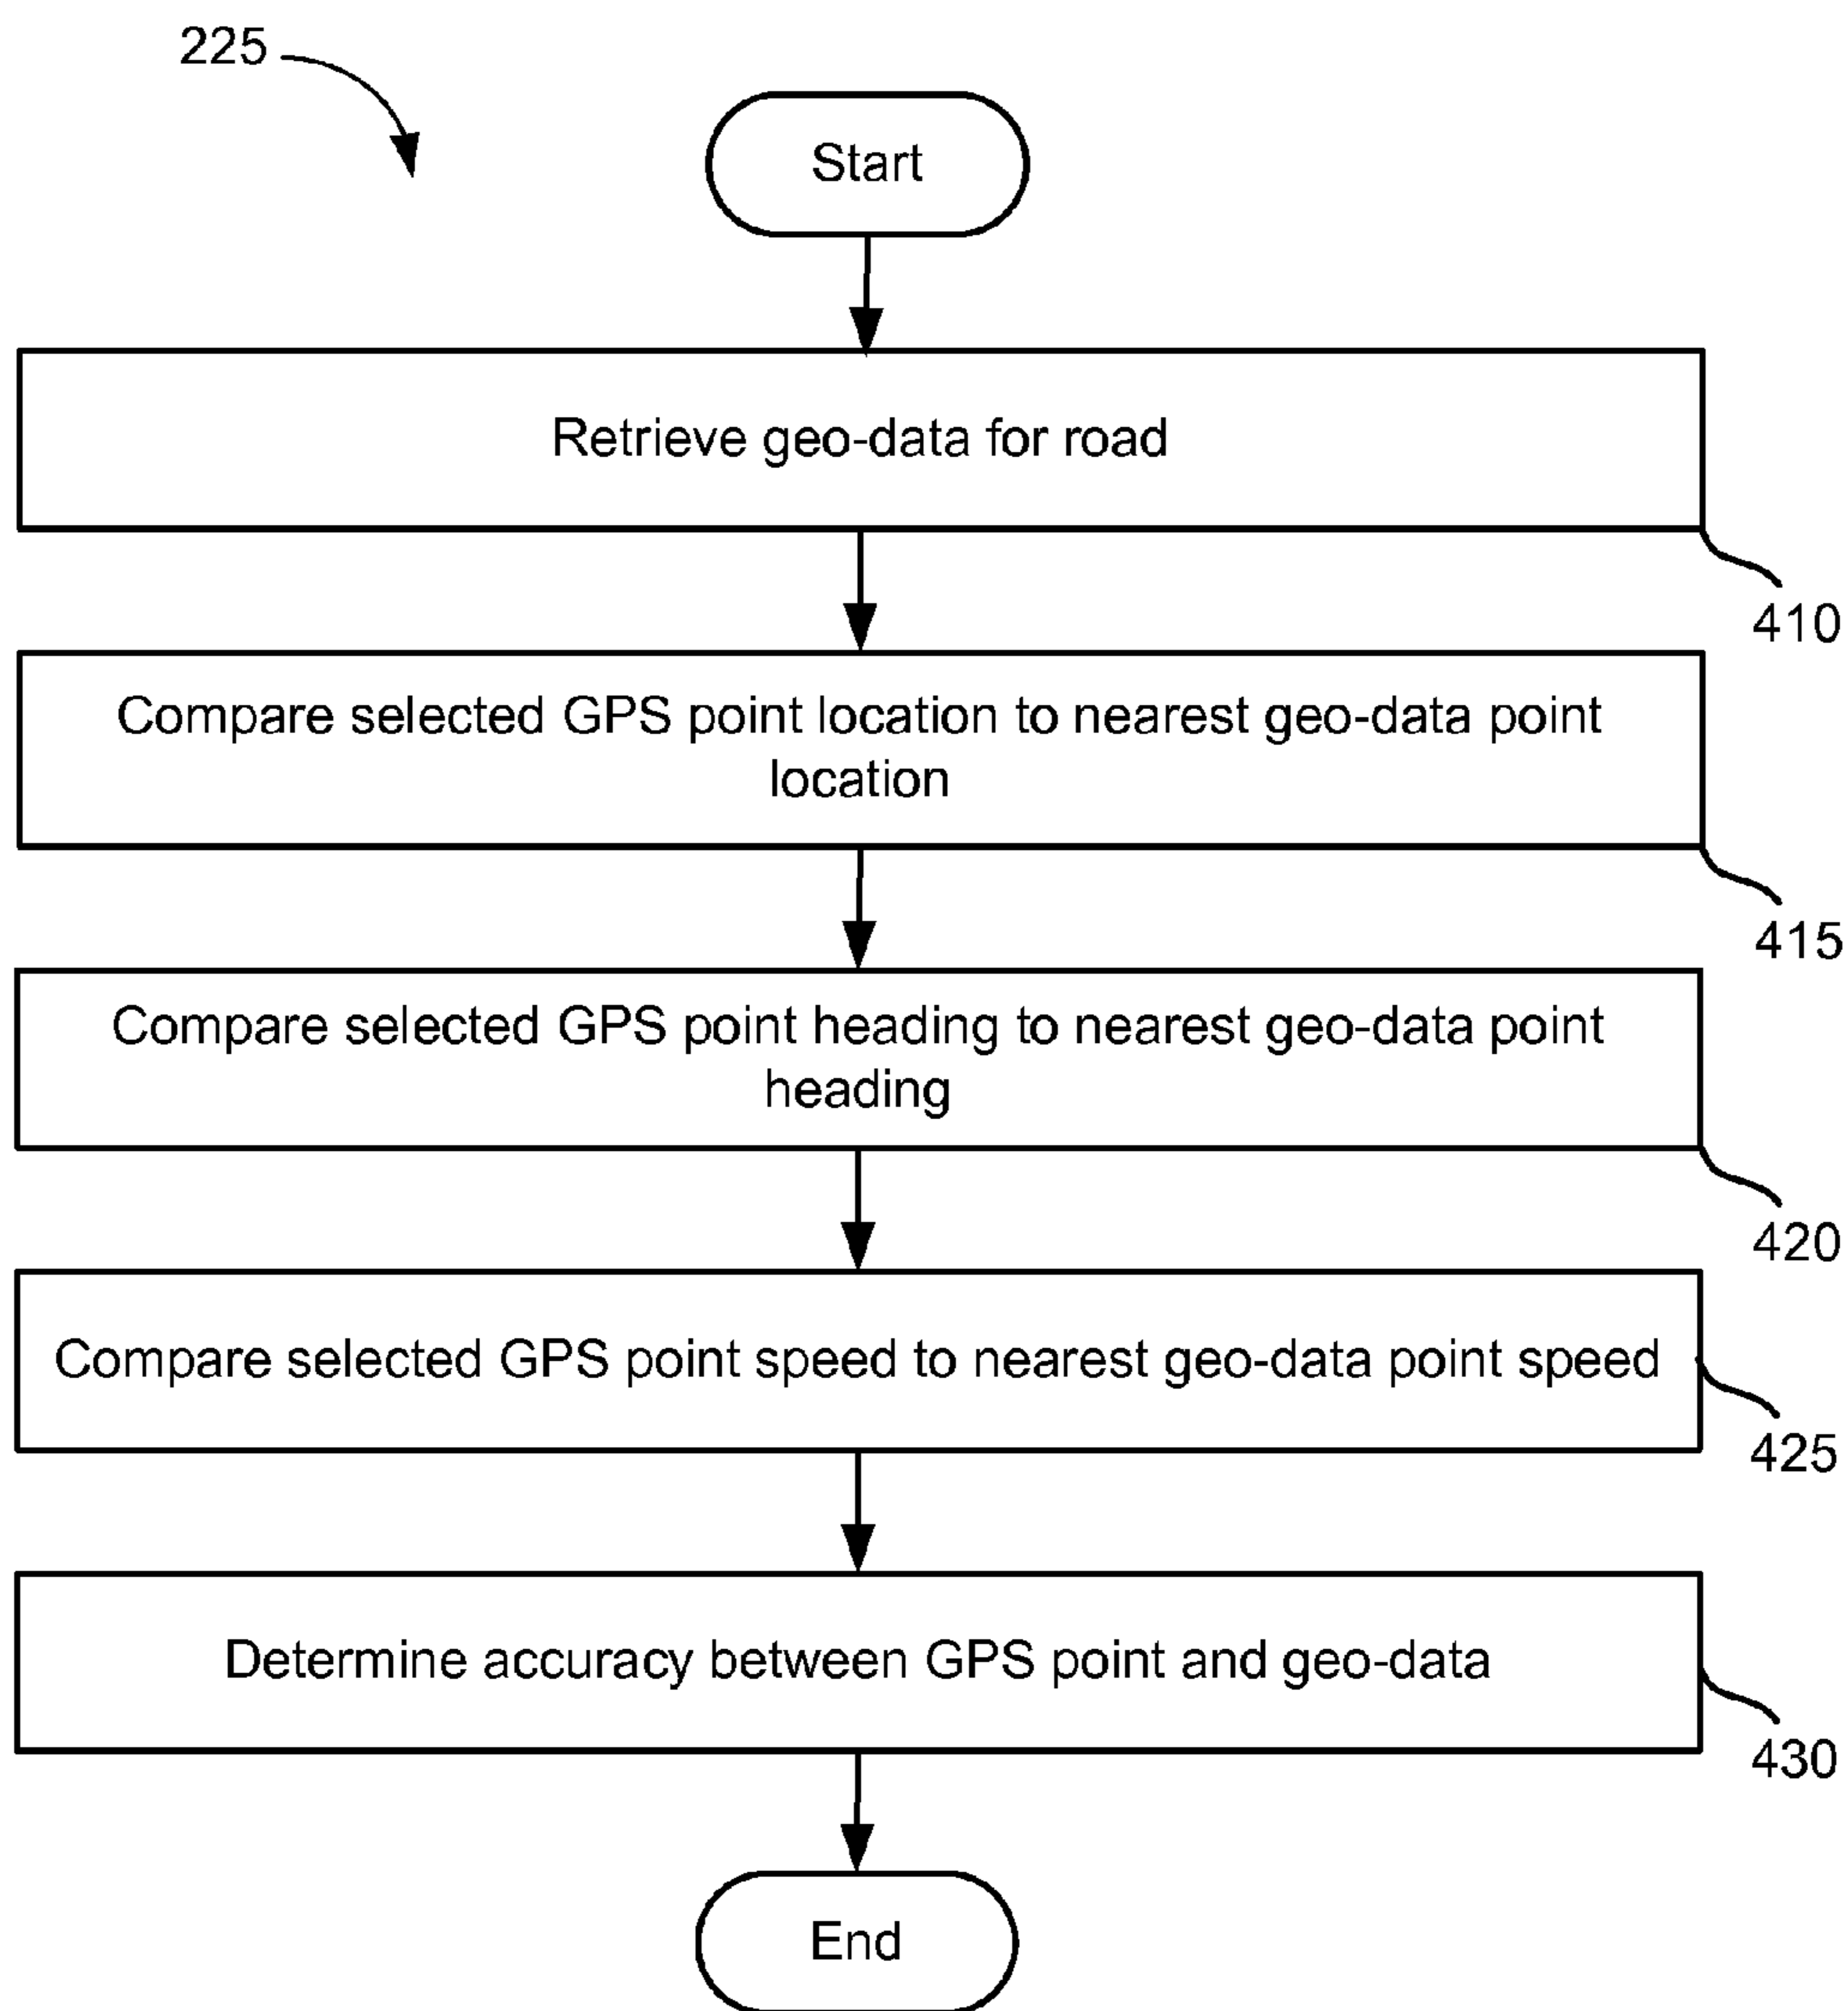 225
Start
Retrieve geo-data for road
410
Compare selected GPS point location to nearest geo-data point
location
415
Compare selected GPS point heading to nearest geo-data point
heading
420
Compare selected GPS point speed to nearest geo-data point speed
425
Determine accuracy between GPS point and geo-data
430
End